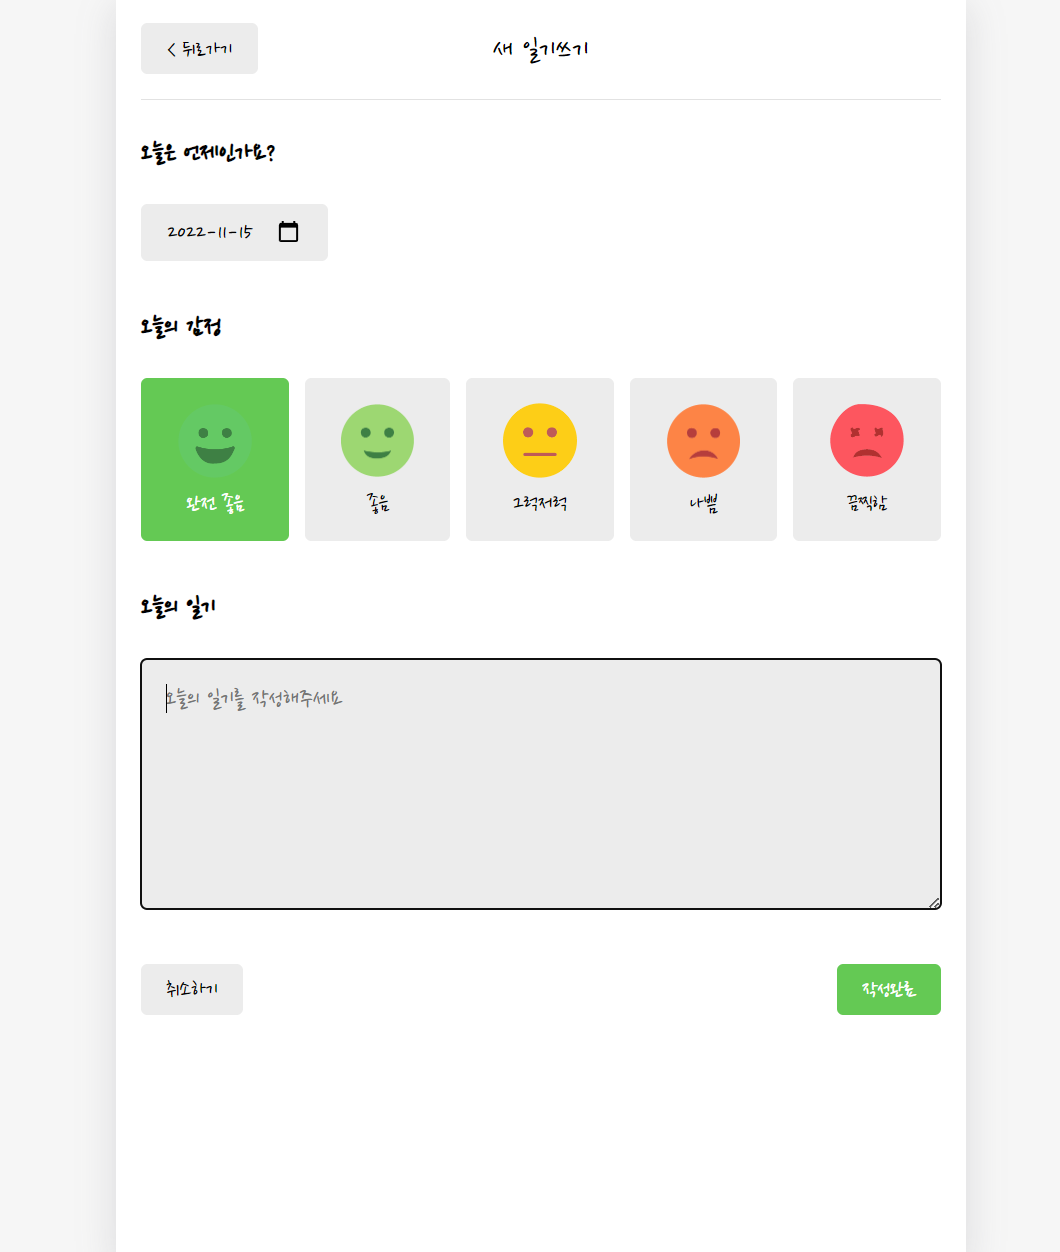 < 뒤로가기
새 일기쓰기
오늘은 언제인가요?
2022-11-15
오늘의 감정
완전 좋음
좋음
그럭저럭
나쁨
끔찍함
오늘의 일기
오늘의 일기를 작성해주세요
취소하기
작성완료